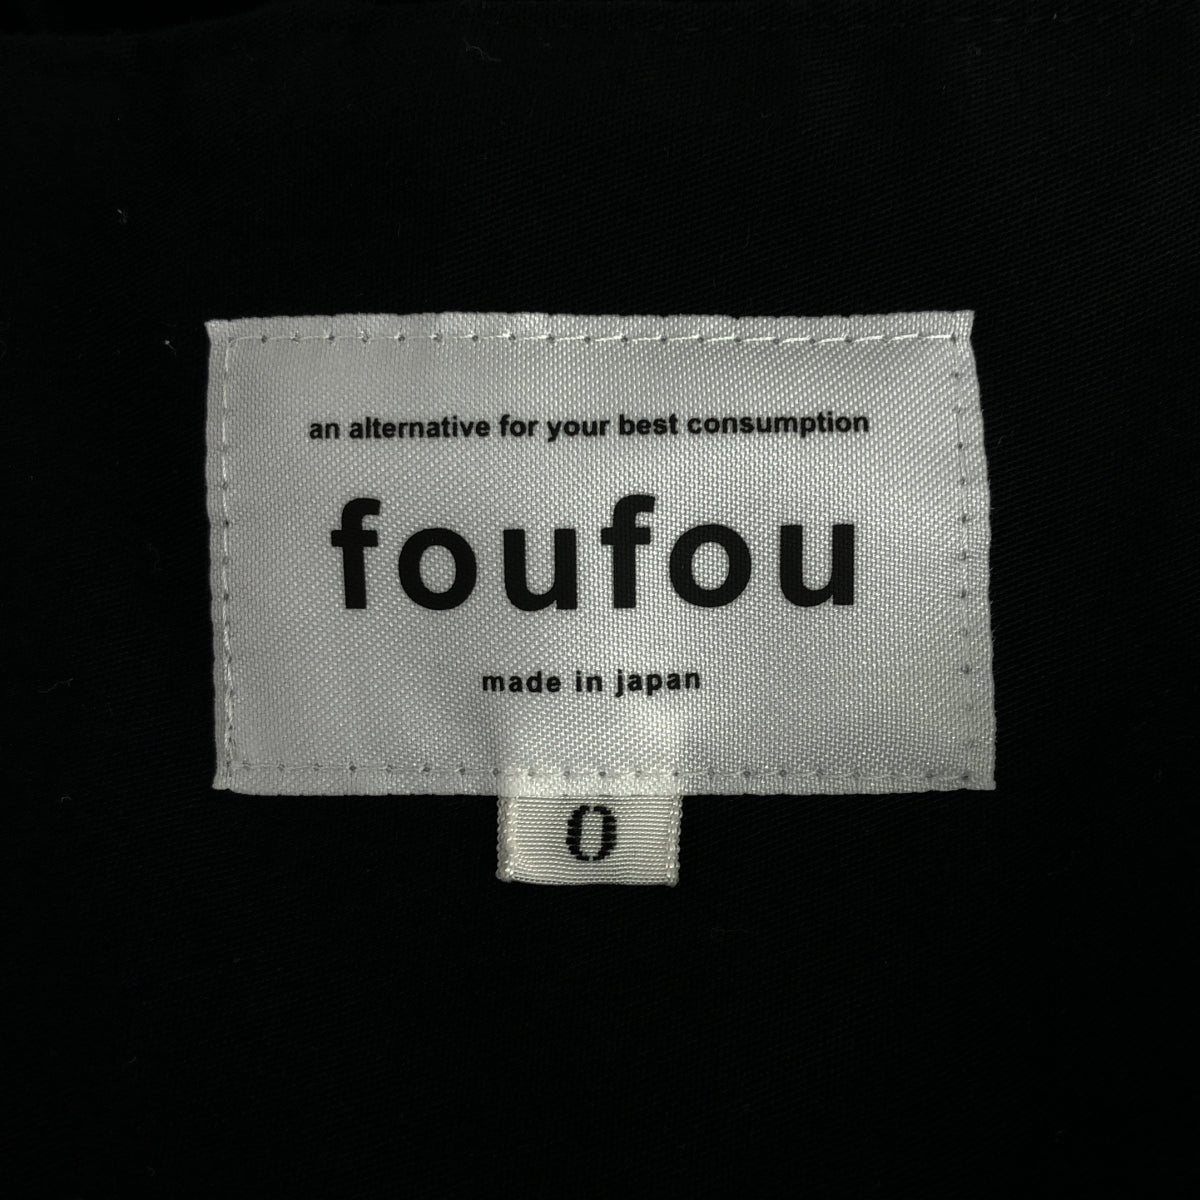 an alternative for your best consumption
foufou
made in japan
0